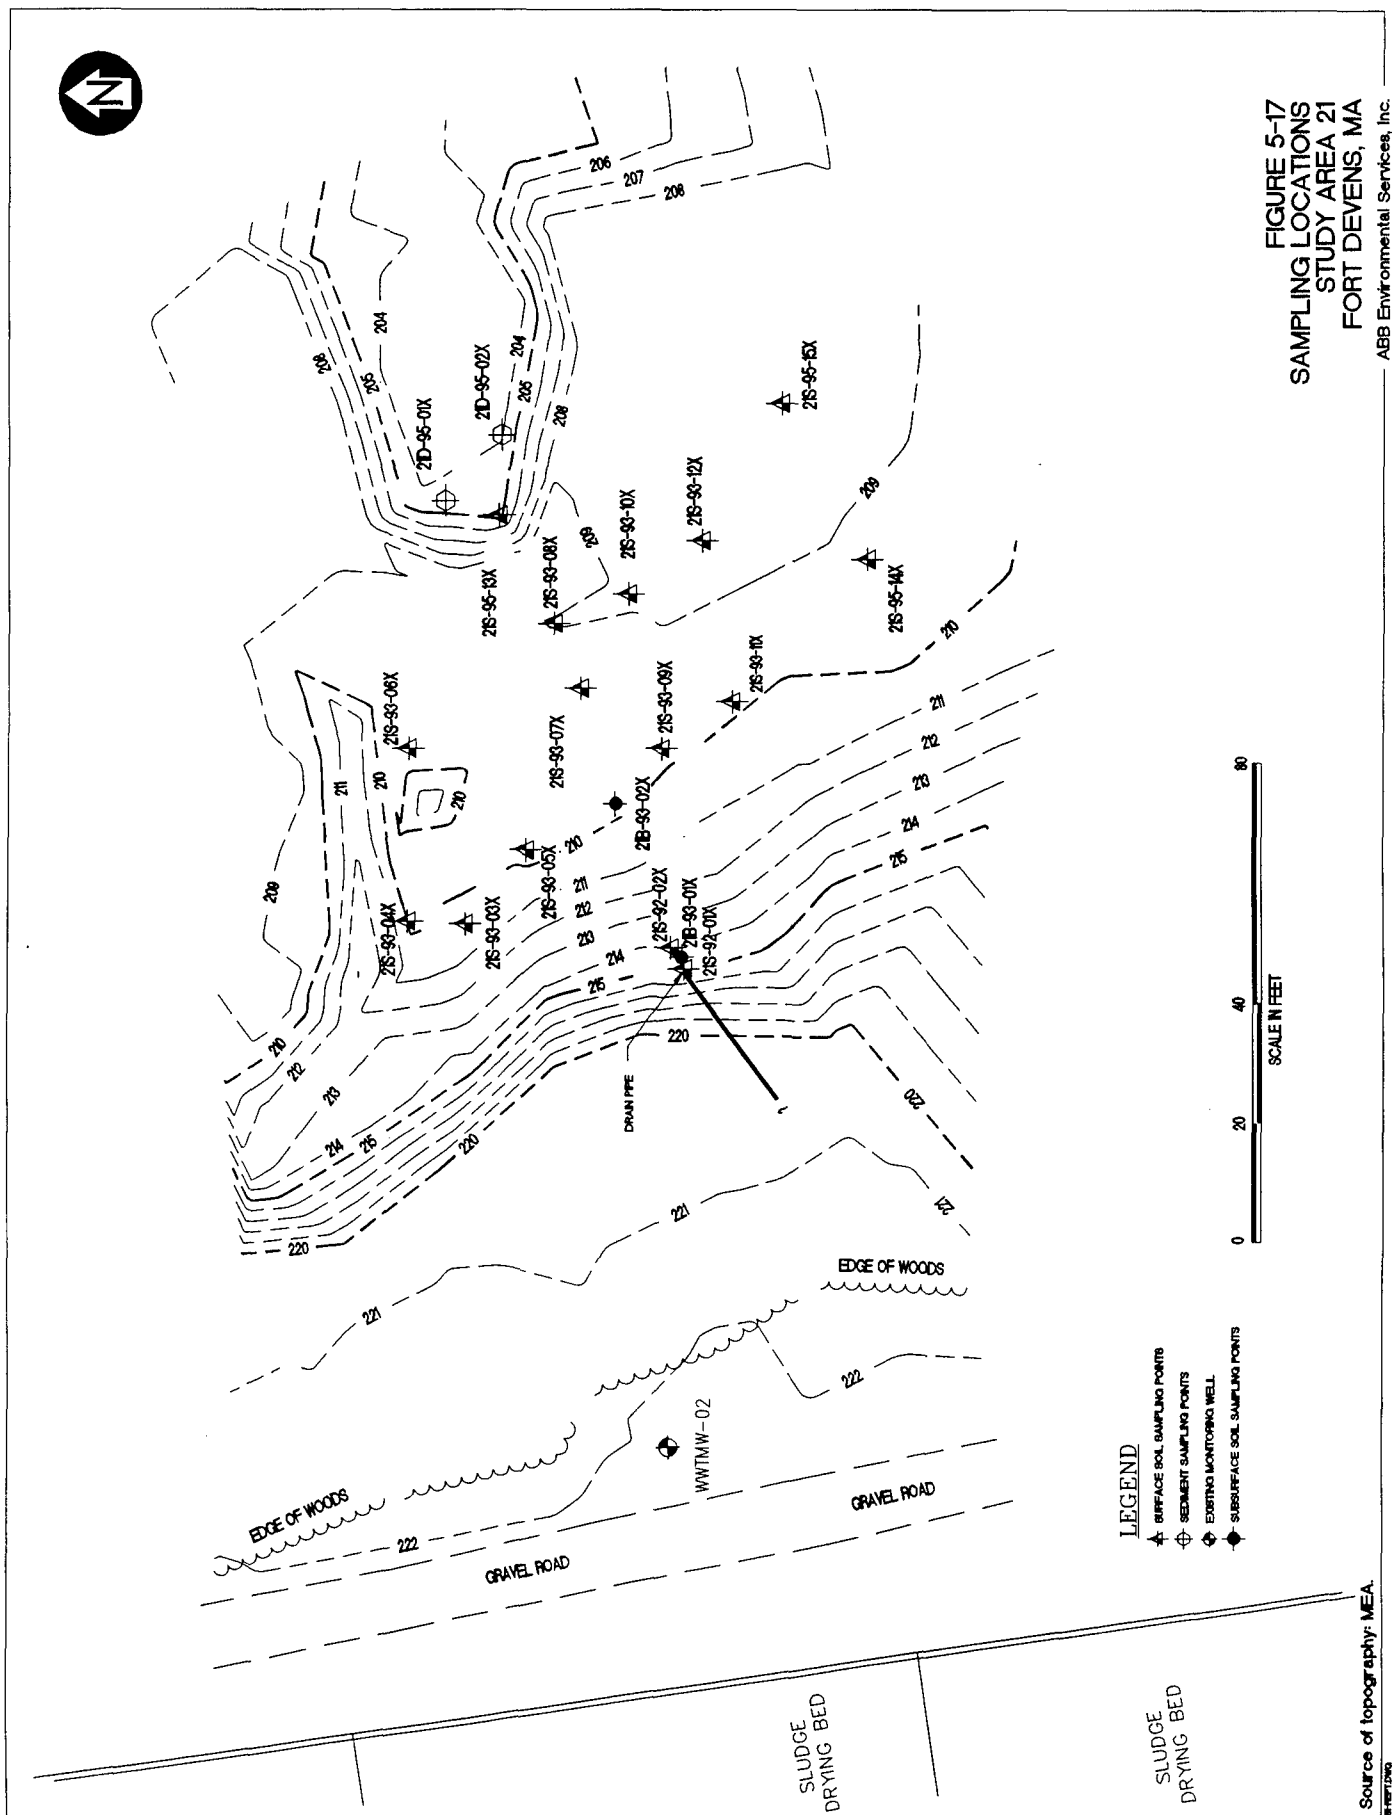 N
206
207
208
208
205
204
204
205
208
21D-95-01X
21D-95-02X
21S-95-15X
21S-93-12X
209
21S-93-10X
209
21S-93-08X
21S-95-13X
21S-95-14X
210
21S-93-11X
21S-93-09X
21S-93-07X
21S-93-06X
211
210
210
209
21B-93-02X
210
21S-93-05X
21S-93-04X
21S-93-03X
211
212
213
214
215
211
212
213
214
215
21S-92-02X
21B-93-01X
21S-92-01X
DRAIN PIPE
210
212
213
214
215
220
220
220
220
221
221
221
EDGE OF WOODS
EDGE OF WOODS
222
222
WWTMW-02
GRAVEL ROAD
GRAVEL ROAD
SLUDGE
DRYING BED
SLUDGE
DRYING BED
LEGEND
SURFACE SOIL SAMPLING POINTS
SEDIMENT SAMPLING POINTS
EXISTING MONITORING WELL
SUBSURFACE SOIL SAMPLING POINTS
0 20 40 80
SCALE IN FEET
FIGURE 5-17
SAMPLING LOCATIONS
STUDY AREA 21
FORT DEVENS, MA
ABB Environmental Services, Inc.
Source of topography: MEA.